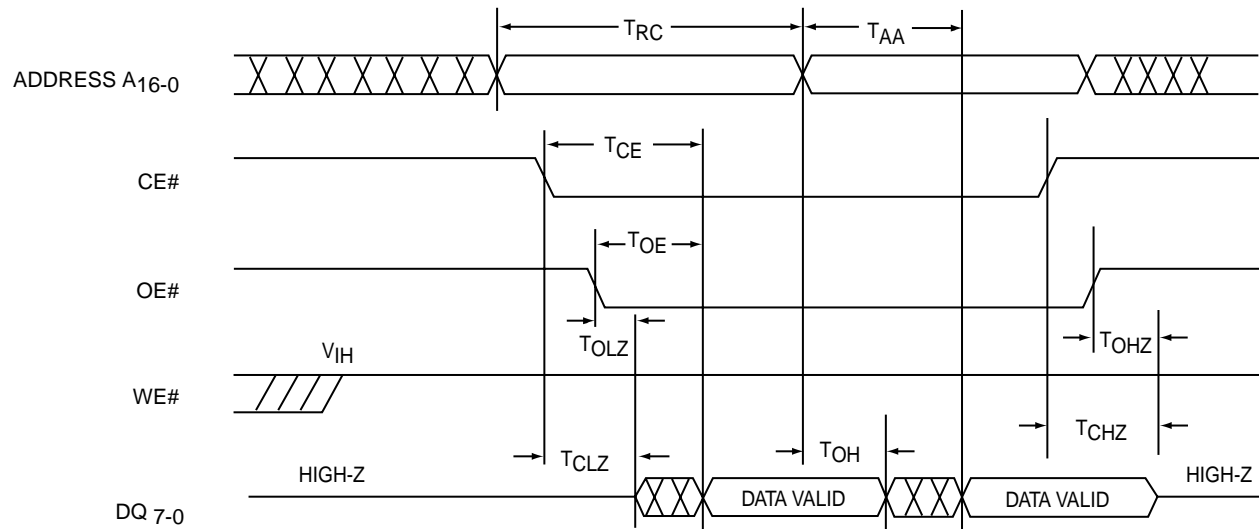 TRC
TAA
ADDRESS A16-0
TCE
CE#
TOE
OE#
TOLZ
TOHZ
VIH
WE#
TCLZ
TOH
TCHZ
HIGH-Z
HIGH-Z
DATA VALID
DATA VALID
DQ 7-0